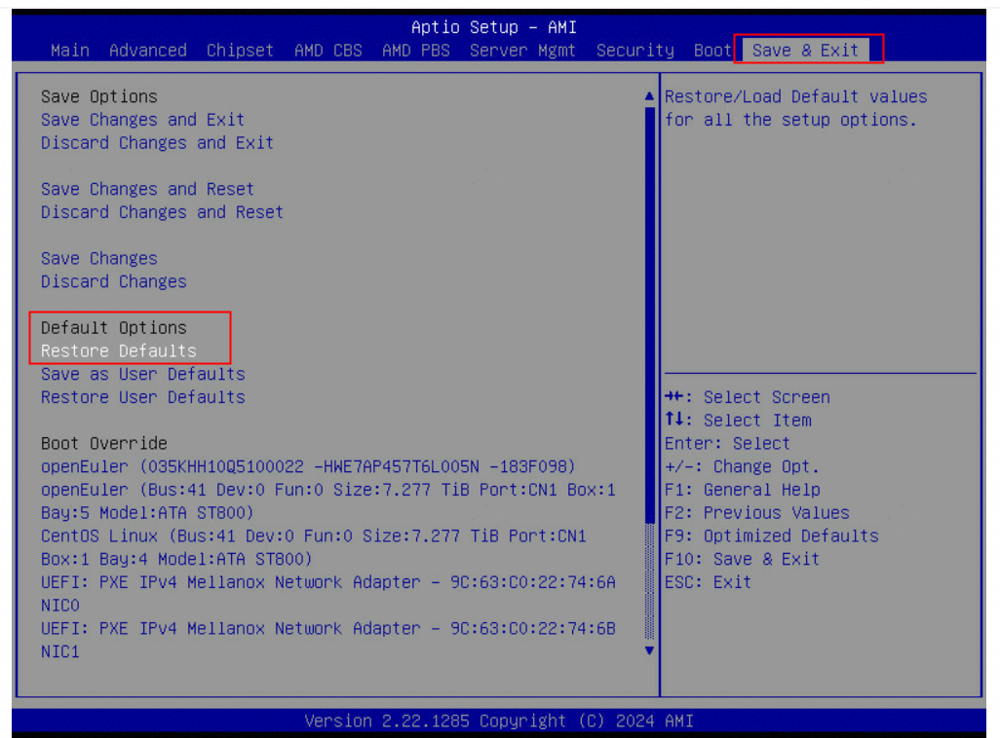 Aptio Setup - AMI
Main Advanced Chipset AMD CBS AMD PBS Server Mgmt Security Boot Save & Exit
Save Options
Save Changes and Exit
Discard Changes and Exit
Save Changes and Reset
Discard Changes and Reset
Save Changes
Discard Changes
Default Options
Restore Defaults
Save as User Defaults
Restore User Defaults
Boot Override
openEuler (035KHH10Q5100022 -HWE7AP457T6L005N -183F098)
openEuler (Bus:41 Dev:0 Fun:0 Size:7.277 TiB Port:CN1 Box:1
Bay:5 Model:ATA ST800)
CentOS Linux (Bus:41 Dev:0 Fun:0 Size:7.277 TiB Port:CN1
Box:1 Bay:4 Model:ATA ST800)
UEFI: PXE IPv4 Mellanox Network Adapter - 9C:63:C0:22:74:6A
NIC0
UEFI: PXE IPv4 Mellanox Network Adapter - 9C:63:C0:22:74:6B
NIC1
Restore/Load Default values
for all the setup options.
→←: Select Screen
↑↓: Select Item
Enter: Select
+/-: Change Opt.
F1: General Help
F2: Previous Values
F9: Optimized Defaults
F10: Save & Exit
ESC: Exit
Version 2.22.1285 Copyright (C) 2024 AMI